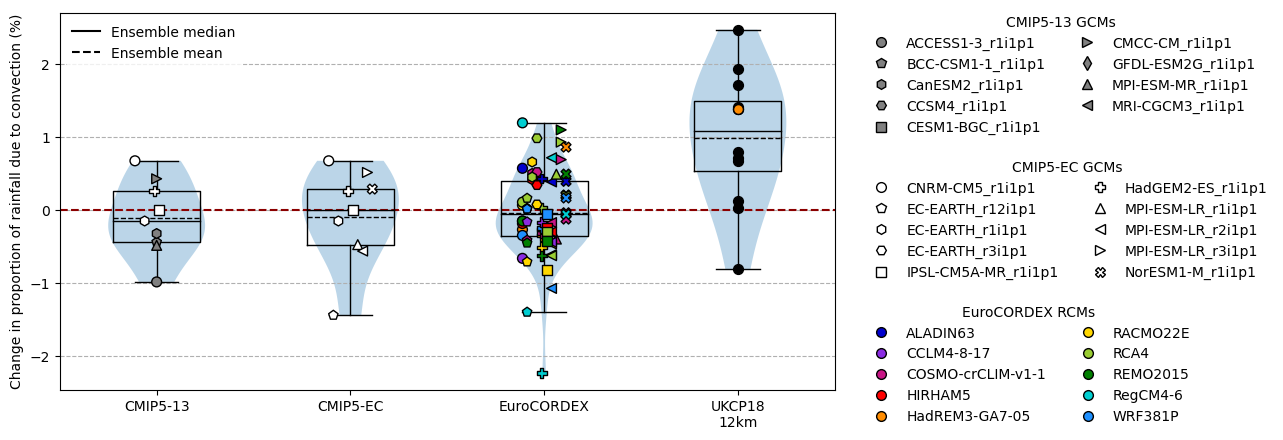 Change in proportion of rainfall due to convection (%)
2
1
0
−1
−2
Ensemble median
Ensemble mean
CMIP5-13
CMIP5-EC
EuroCORDEX
UKCP18
12km
CMIP5-13 GCMs
ACCESS1-3_r1i1p1
BCC-CSM1-1_r1i1p1
CanESM2_r1i1p1
CCSM4_r1i1p1
CESM1-BGC_r1i1p1
CMCC-CM_r1i1p1
GFDL-ESM2G_r1i1p1
MPI-ESM-MR_r1i1p1
MRI-CGCM3_r1i1p1
CMIP5-EC GCMs
CNRM-CM5_r1i1p1
EC-EARTH_r12i1p1
EC-EARTH_r1i1p1
EC-EARTH_r3i1p1
IPSL-CM5A-MR_r1i1p1
HadGEM2-ES_r1i1p1
MPI-ESM-LR_r1i1p1
MPI-ESM-LR_r2i1p1
MPI-ESM-LR_r3i1p1
NorESM1-M_r1i1p1
EuroCORDEX RCMs
ALADIN63
CCLM4-8-17
COSMO-crCLIM-v1-1
HIRHAM5
HadREM3-GA7-05
RACMO22E
RCA4
REMO2015
RegCM4-6
WRF381P